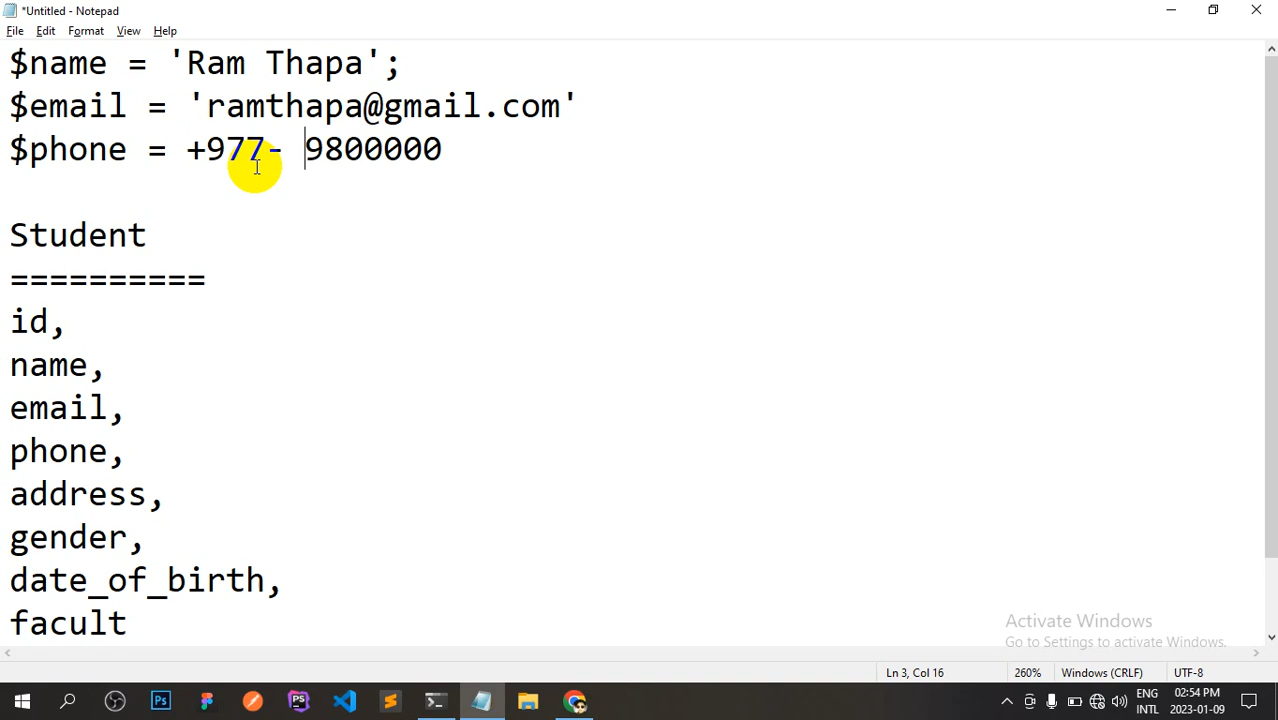 *Untitled - Notepad
File Edit Format View Help
$name = 'Ram Thapa';
$email = 'ramthapa@gmail.com'
$phone = +977- 9800000
Student
==========
id,
name,
email,
phone,
address,
gender,
date_of_birth,
facult
Activate Windows
Go to Settings to activate Windows.
Ln 3, Col 16 260% Windows (CRLF) UTF-8
Ps PS
ENG 02:54 PM
INTL 2023-01-09